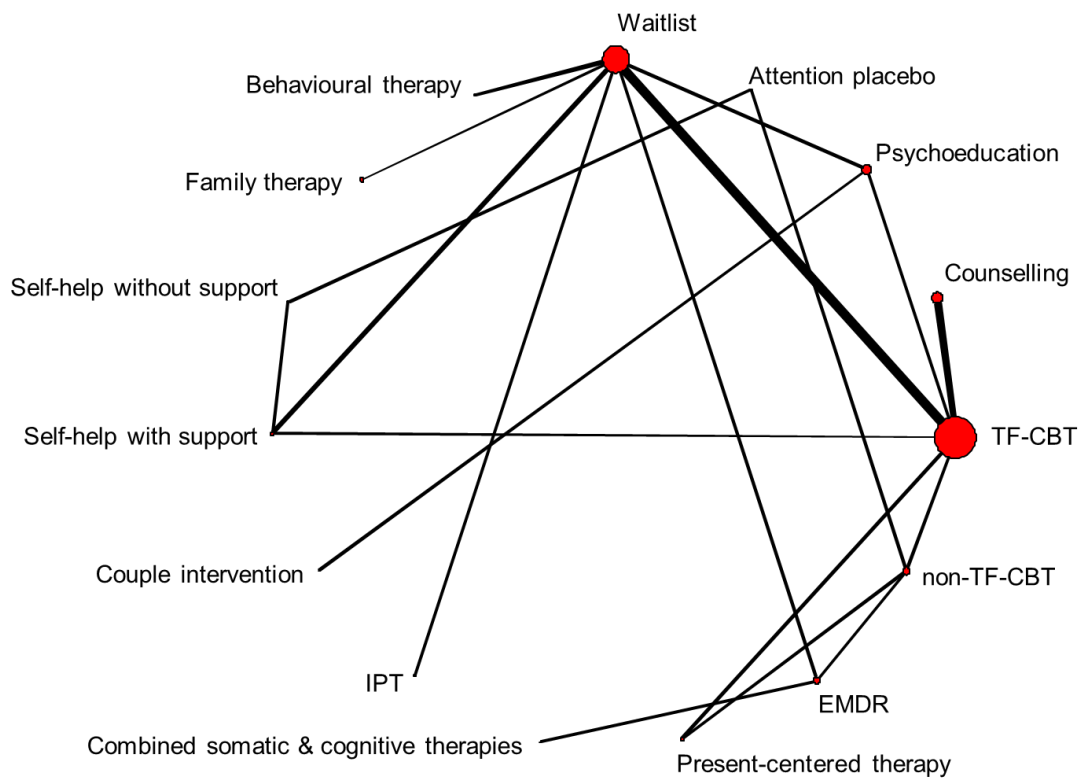 Waitlist
Attention placebo
Behavioural therapy
Psychoeducation
Family therapy
Counselling
Self-help without support
Self-help with support
TF-CBT
Couple intervention
non-TF-CBT
IPT
EMDR
Combined somatic & cognitive therapies
Present-centered therapy